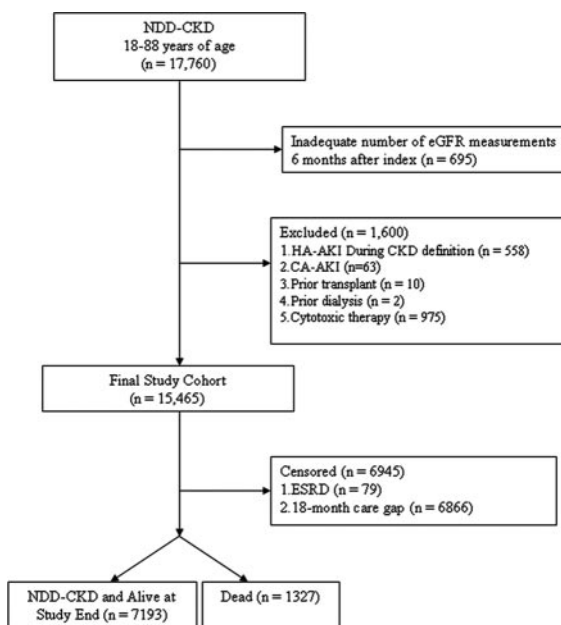 NDD-CKD
18-88 years of age
(n = 17,760)
Inadequate number of eGFR measurements
6 months after index (n = 695)
Excluded (n = 1,600)
1.HA-AKI During CKD definition (n = 558)
2.CA-AKI (n=63)
3.Prior transplant (n = 10)
4.Prior dialysis (n = 2)
5.Cytotoxic therapy (n = 975)
Final Study Cohort
(n = 15,465)
Censored (n = 6945)
1.ESRD (n = 79)
2.18-month care gap (n = 6866)
NDD-CKD and Alive at
Study End (n = 7193)
Dead (n = 1327)